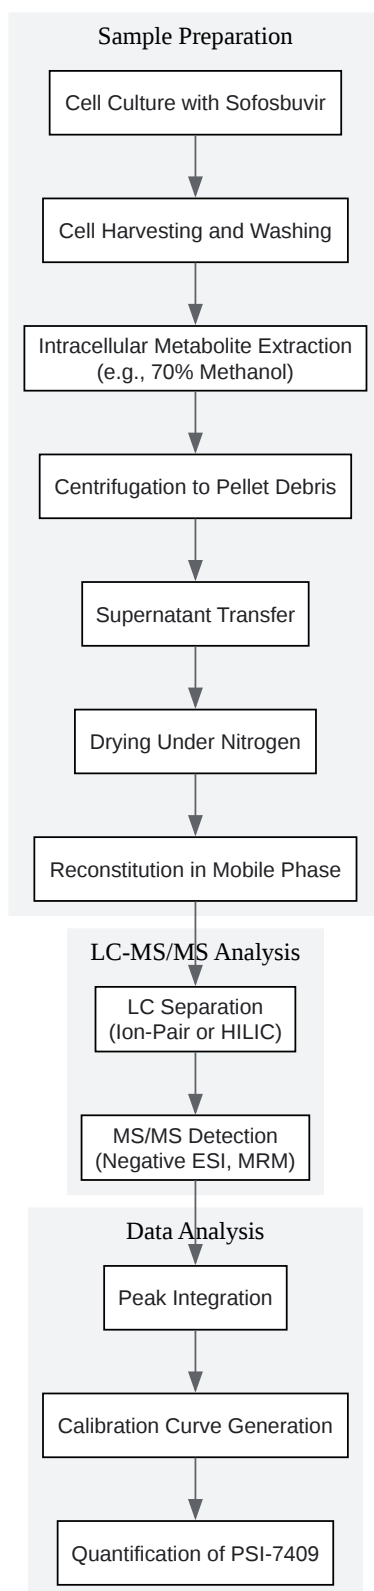 Sample Preparation
Cell Culture with Sofosbuvir
Cell Harvesting and Washing
Intracellular Metabolite Extraction
(e.g., 70% Methanol)
Centrifugation to Pellet Debris
Supernatant Transfer
Drying Under Nitrogen
Reconstitution in Mobile Phase
LC-MS/MS Analysis
LC Separation
(Ion-Pair or HILIC)
MS/MS Detection
(Negative ESI, MRM)
Data Analysis
Peak Integration
Calibration Curve Generation
Quantification of PSI-7409